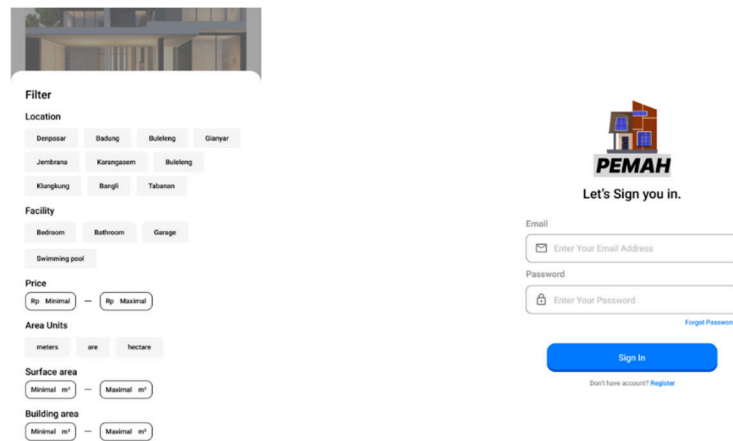 Filter
Location
Denpasar Badung Buleleng Gianyar
Jembrana Karangasem Buleleng
Klungkung Bangli Tabanan
Facility
Bedroom Bathroom Garage
Swimming pool
Price
Rp Minimal — Rp Maximal
Area Units
meters are hectare
Surface area
Minimal m² — Maximal m²
Building area
Minimal m² — Maximal m²
PEMAH
Let's Sign you in.
Email
Enter Your Email Address
Password
Enter Your Password
Forgot Password
Sign In
Don't have account? Register